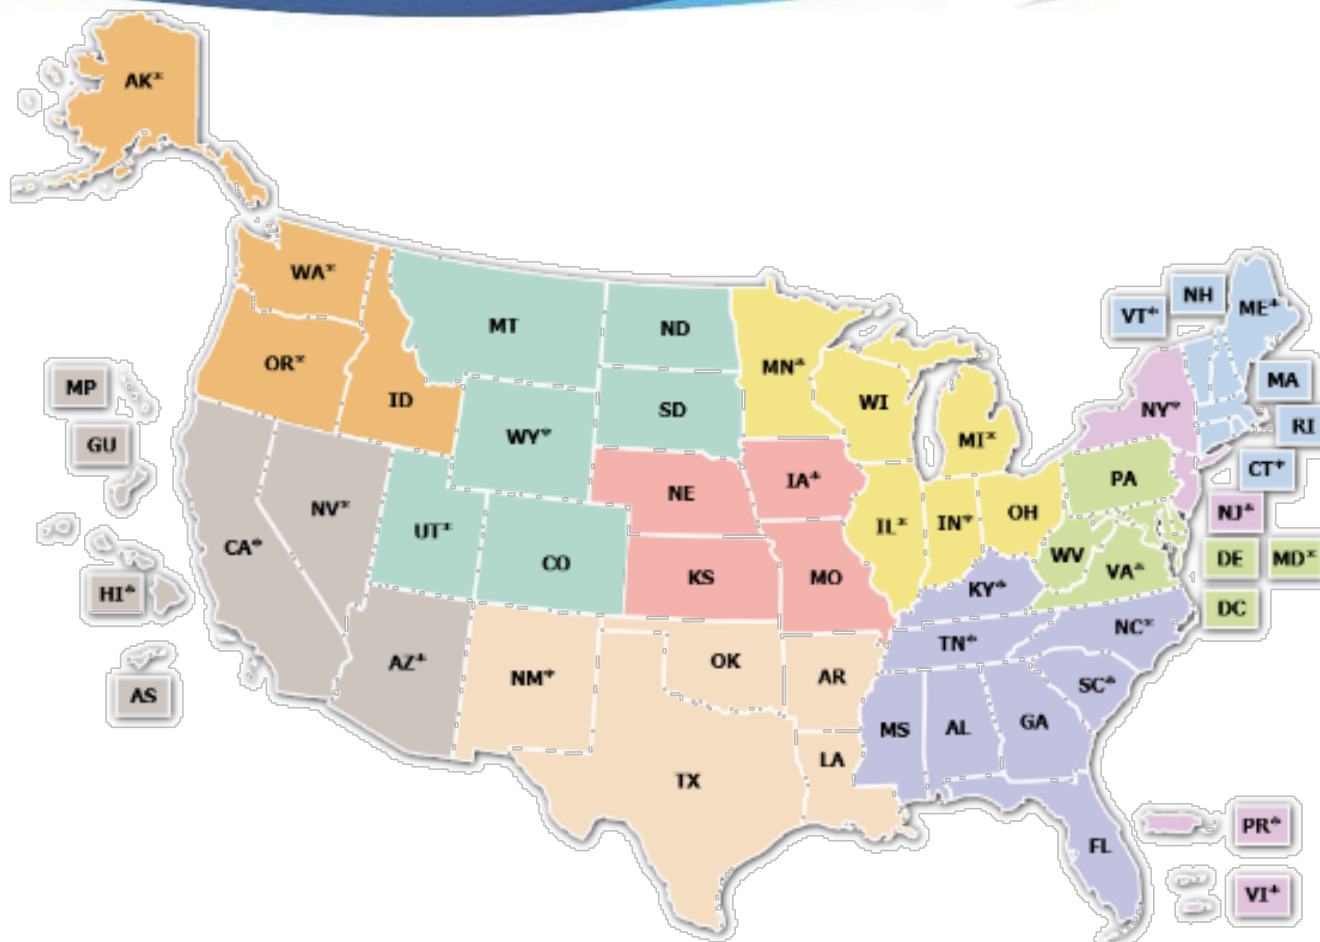 AK*
WA*
MT
ND
OR*
ID
MN*
SD
WY*
WI
MI*
VT*
NH
ME*
MA
RI
CT*
NY*
NJ*
PA
MP
GU
NV*
CA*
UT*
CO
NE
IA*
KS
MO
IL*
IN*
OH
WV
VA*
DE
MD*
DC
KY*
HI*
AS
AZ*
NM*
OK
AR
TN*
NC*
SC*
MS
AL
GA
LA
TX
FL
PR*
VI*